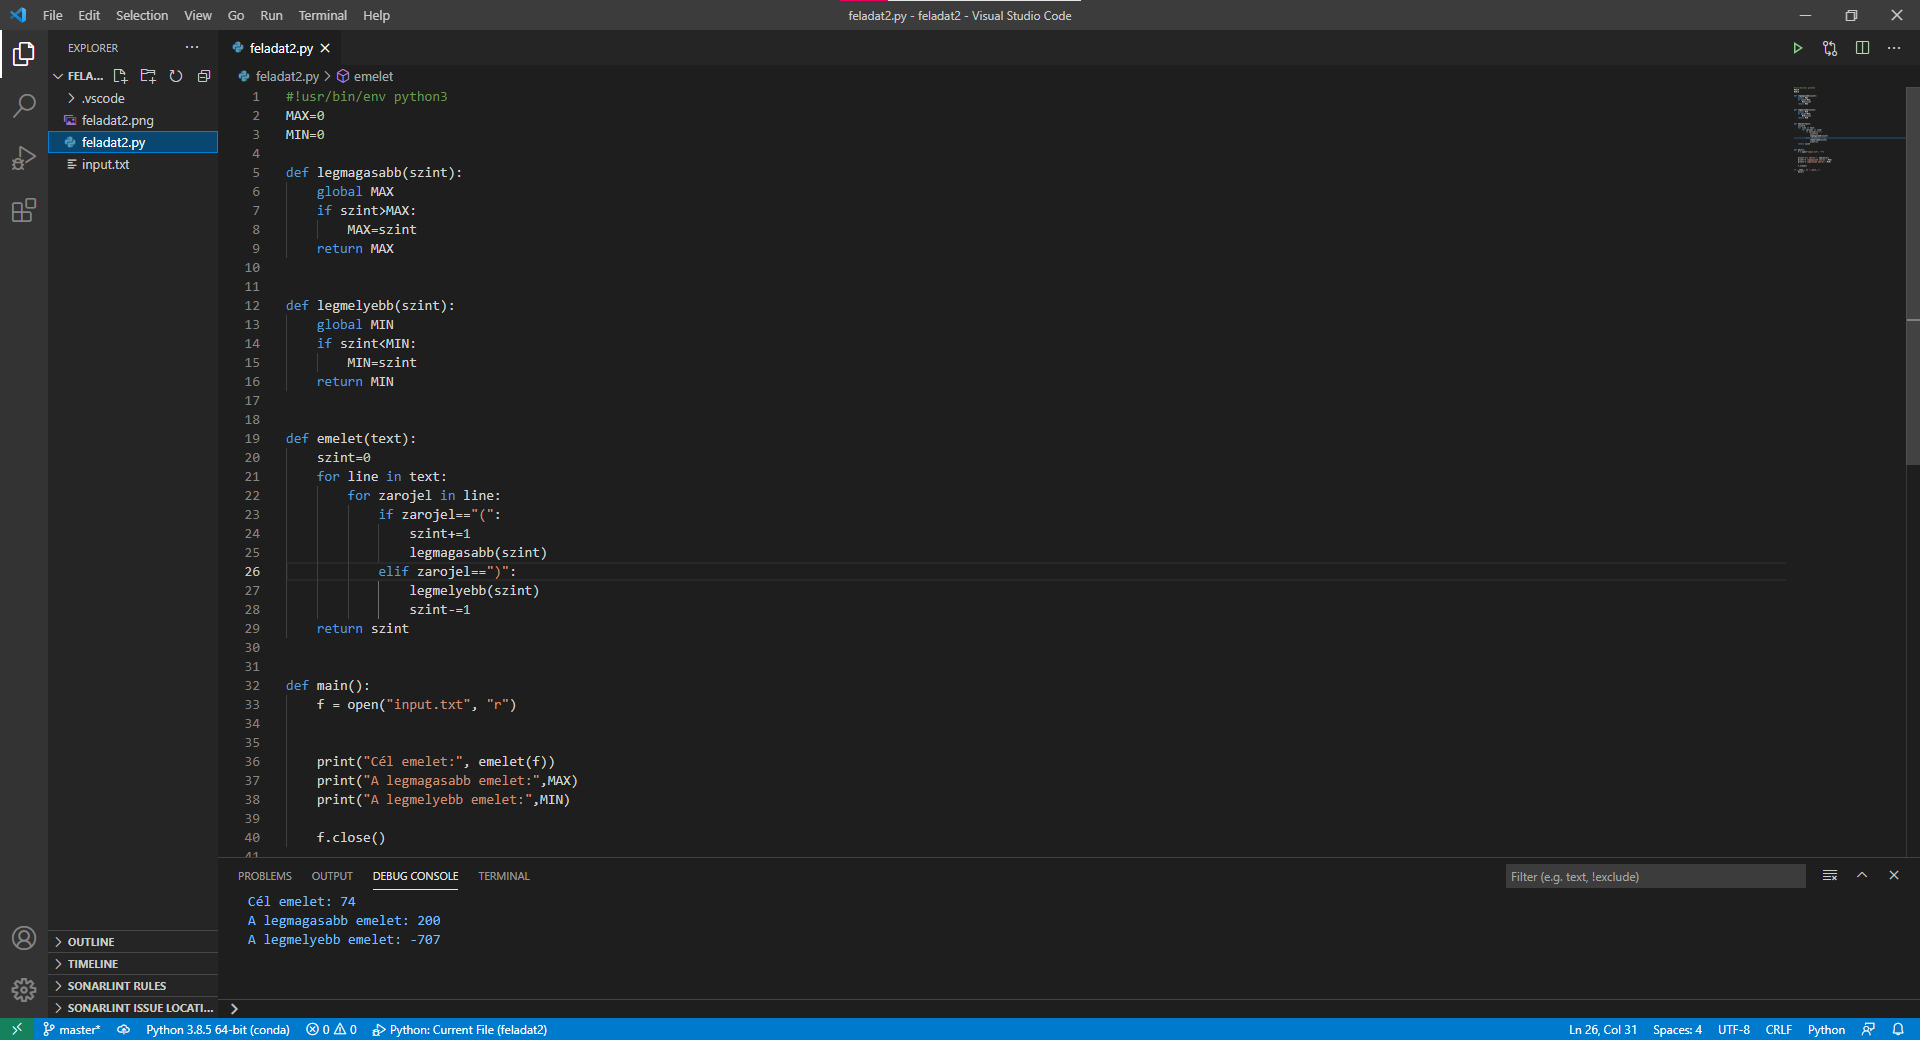 File Edit Selection View Go Run Terminal Help
feladat2.py - feladat2 - Visual Studio Code
EXPLORER
FELA...
.vscode
feladat2.png
feladat2.py
input.txt
OUTLINE
TIMELINE
SONARLINT RULES
SONARLINT ISSUE LOCATI...
feladat2.py
feladat2.py > emelet
1 #!usr/bin/env python3
2 MAX=0
3 MIN=0
4
5 def legmagasabb(szint):
6     global MAX
7     if szint>MAX:
8         MAX=szint
9     return MAX
10
11
12 def legmelyebb(szint):
13     global MIN
14     if szint<MIN:
15         MIN=szint
16     return MIN
17
18
19 def emelet(text):
20     szint=0
21     for line in text:
22         for zarojel in line:
23             if zarojel=="(":
24                 szint+=1
25                 legmagasabb(szint)
26             elif zarojel==")":
27                 legmelyebb(szint)
28                 szint-=1
29     return szint
30
31
32 def main():
33     f = open("input.txt", "r")
34
35
36     print("Cél emelet:", emelet(f))
37     print("A legmagasabb emelet:",MAX)
38     print("A legmelyebb emelet:",MIN)
39
40     f.close()
41
PROBLEMS OUTPUT DEBUG CONSOLE TERMINAL
Filter (e.g. text, !exclude)
Cél emelet: 74
A legmagasabb emelet: 200
A legmelyebb emelet: -707
master* Python 3.8.5 64-bit (conda) 0 0 Python: Current File (feladat2) Ln 26, Col 31 Spaces: 4 UTF-8 CRLF Python